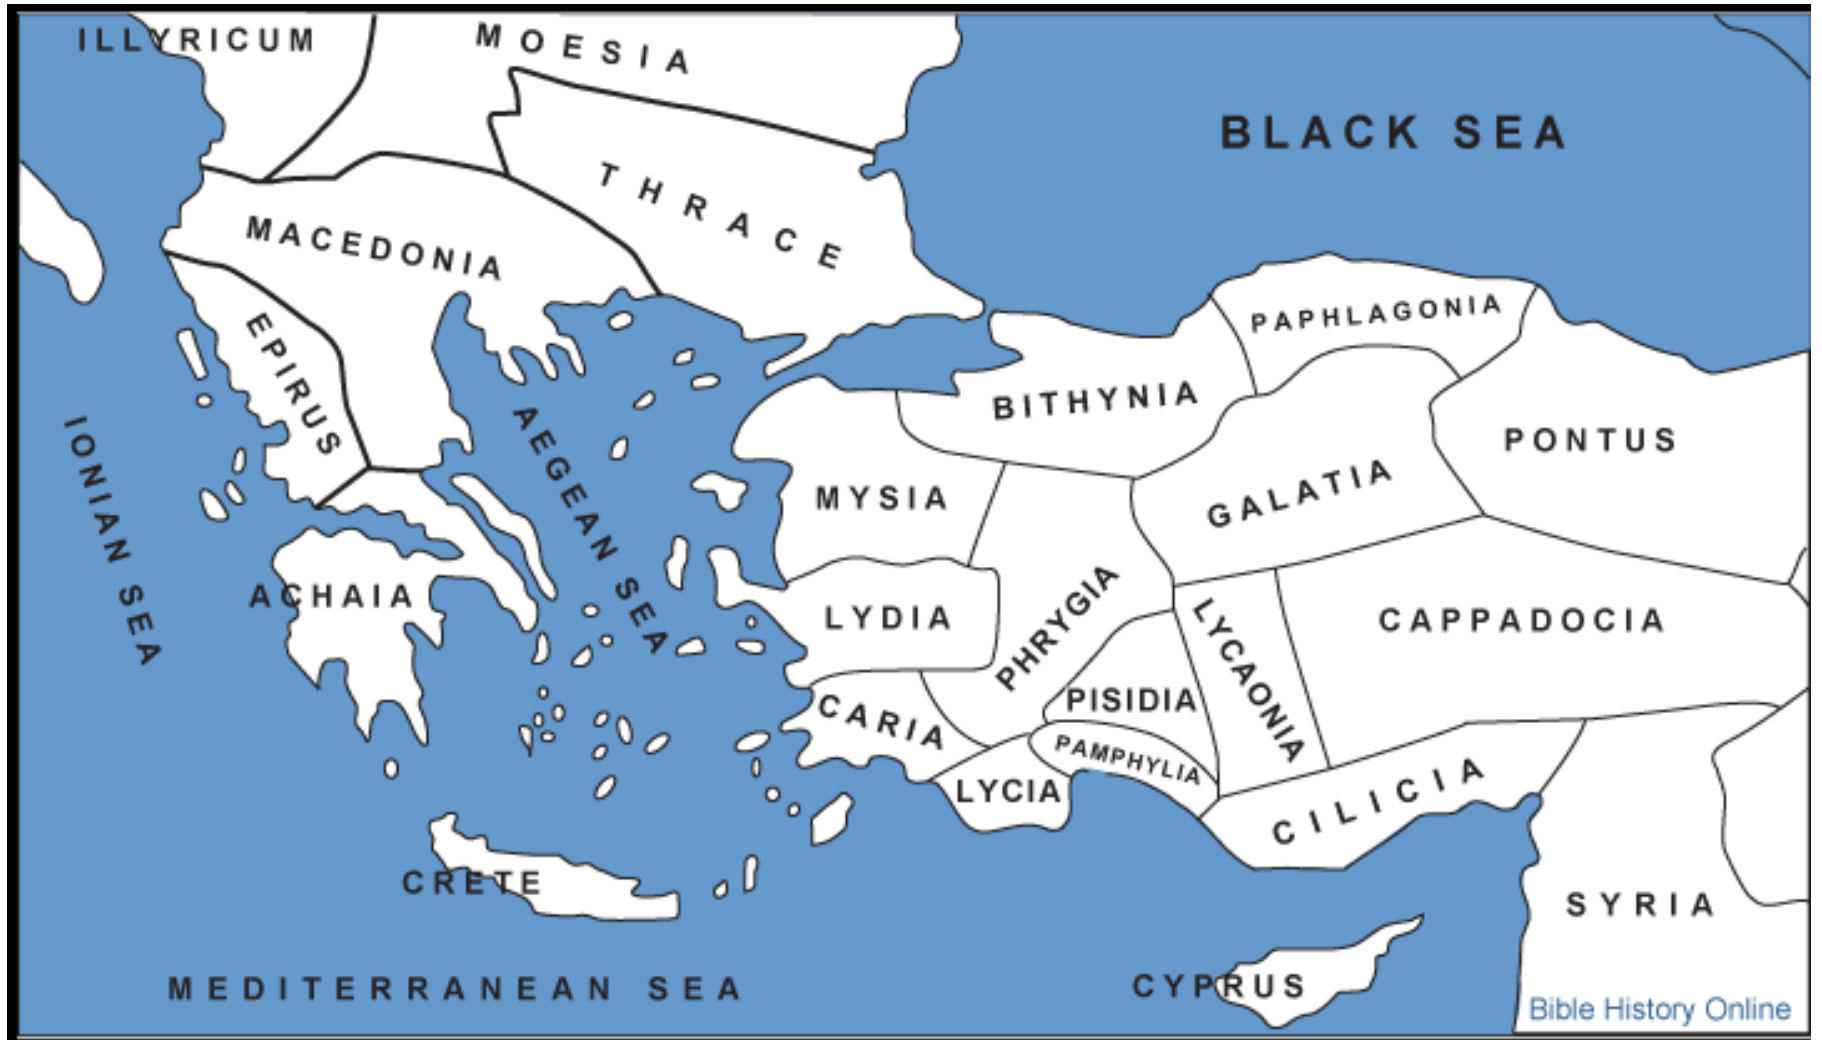 ILLYRICUM
MOESIA
BLACK SEA
THRACE
MACEDONIA
PAPHLAGONIA
EPIRUS
BITHYNIA
PONTUS
IONIAN SEA
AEGEAN SEA
MYSIA
GALATIA
ACHAIA
LYDIA
PHRYGIA
LYCAONIA
CAPPADOCIA
PISIDIA
CARIA
PAMPHYLIA
LYCIA
CILICIA
CRETE
SYRIA
MEDITERRANEAN SEA
CYPRUS
Bible History Online